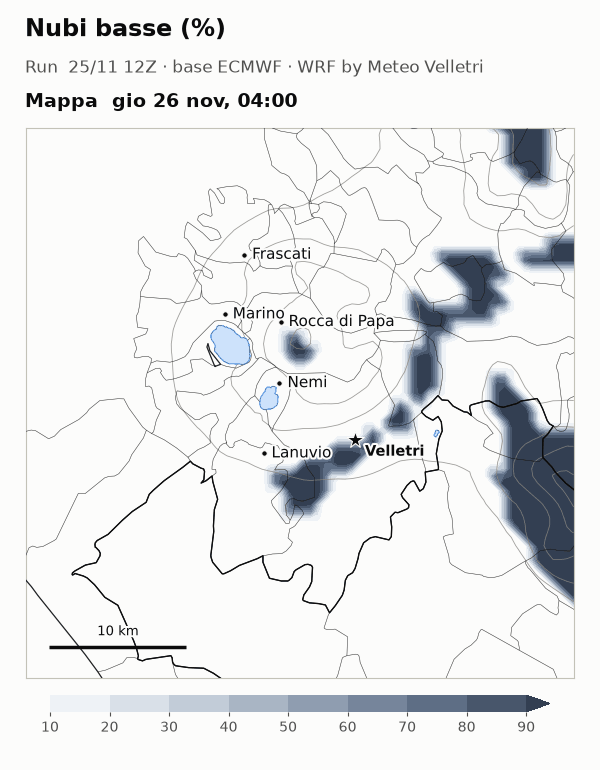 Nubi basse (%)
Run  25/11 12Z · base ECMWF · WRF by Meteo Velletri
Mappa  gio 26 nov, 04:00
Frascati
Marino
Rocca di Papa
Nemi
Lanuvio
Velletri
10 km
10 20 30 40 50 60 70 80 90